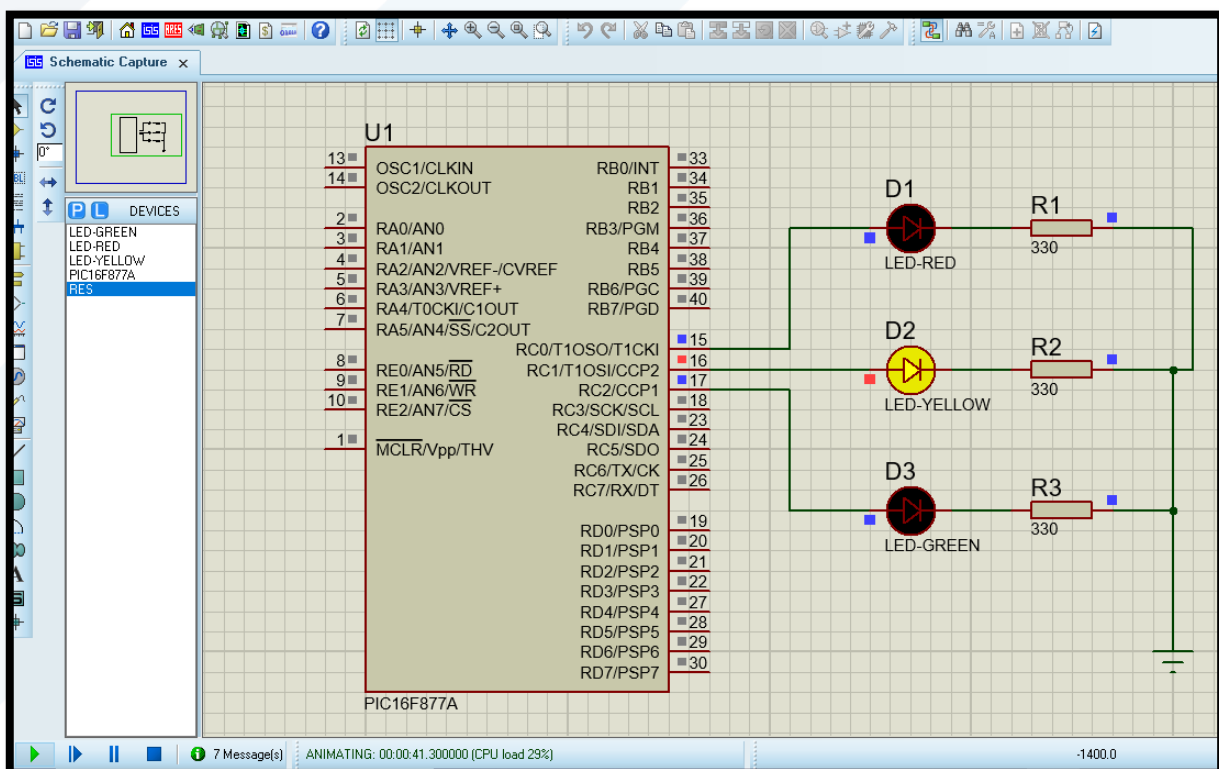 ISIS ARES
ISIS Schematic Capture x
0°
LBL
P L DEVICES
LED-GREEN
LED-RED
LED-YELLOW
PIC16F877A
RES
A
S
U1
13 OSC1/CLKIN
14 OSC2/CLKOUT
2 RA0/AN0
3 RA1/AN1
4 RA2/AN2/VREF-/CVREF
5 RA3/AN3/VREF+
6 RA4/T0CKI/C1OUT
7 RA5/AN4/SS/C2OUT
8 RE0/AN5/RD
9 RE1/AN6/WR
10 RE2/AN7/CS
1 MCLR/Vpp/THV
RB0/INT 33
RB1 34
RB2 35
RB3/PGM 36
RB4 37
RB5 38
RB6/PGC 39
RB7/PGD 40
RC0/T1OSO/T1CKI 15
RC1/T1OSI/CCP2 16
RC2/CCP1 17
RC3/SCK/SCL 18
RC4/SDI/SDA 23
RC5/SDO 24
RC6/TX/CK 25
RC7/RX/DT 26
RD0/PSP0 19
RD1/PSP1 20
RD2/PSP2 21
RD3/PSP3 22
RD4/PSP4 27
RD5/PSP5 28
RD6/PSP6 29
RD7/PSP7 30
PIC16F877A
D1
LED-RED
R1
330
D2
LED-YELLOW
R2
330
D3
LED-GREEN
R3
330
7 Message(s)
ANIMATING: 00:00:41.300000 (CPU load 29%)
-1400.0